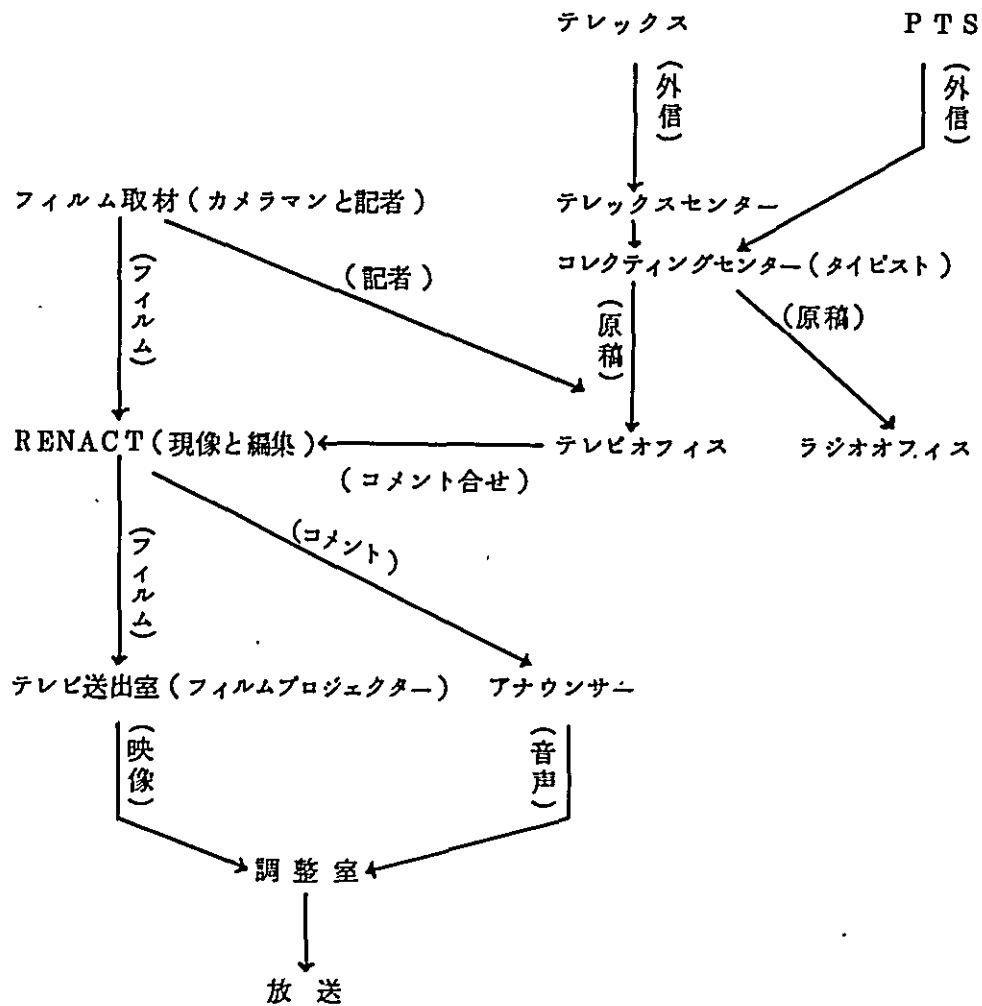 テレックス
PTS
(外信)
(外信)
フィルム取材(カメラマンと記者)
テレックスセンター
コレクティングセンター(タイピスト)
(フィルム)
(記者)
(原稿)
(原稿)
RENACT(現像と編集)
テレビオフィス
ラジオオフィス
(コメント合せ)
(コメント)
(フィルム)
テレビ送出室(フィルムプロジェクター)
アナウンサー
(映像)
(音声)
調整室
放送